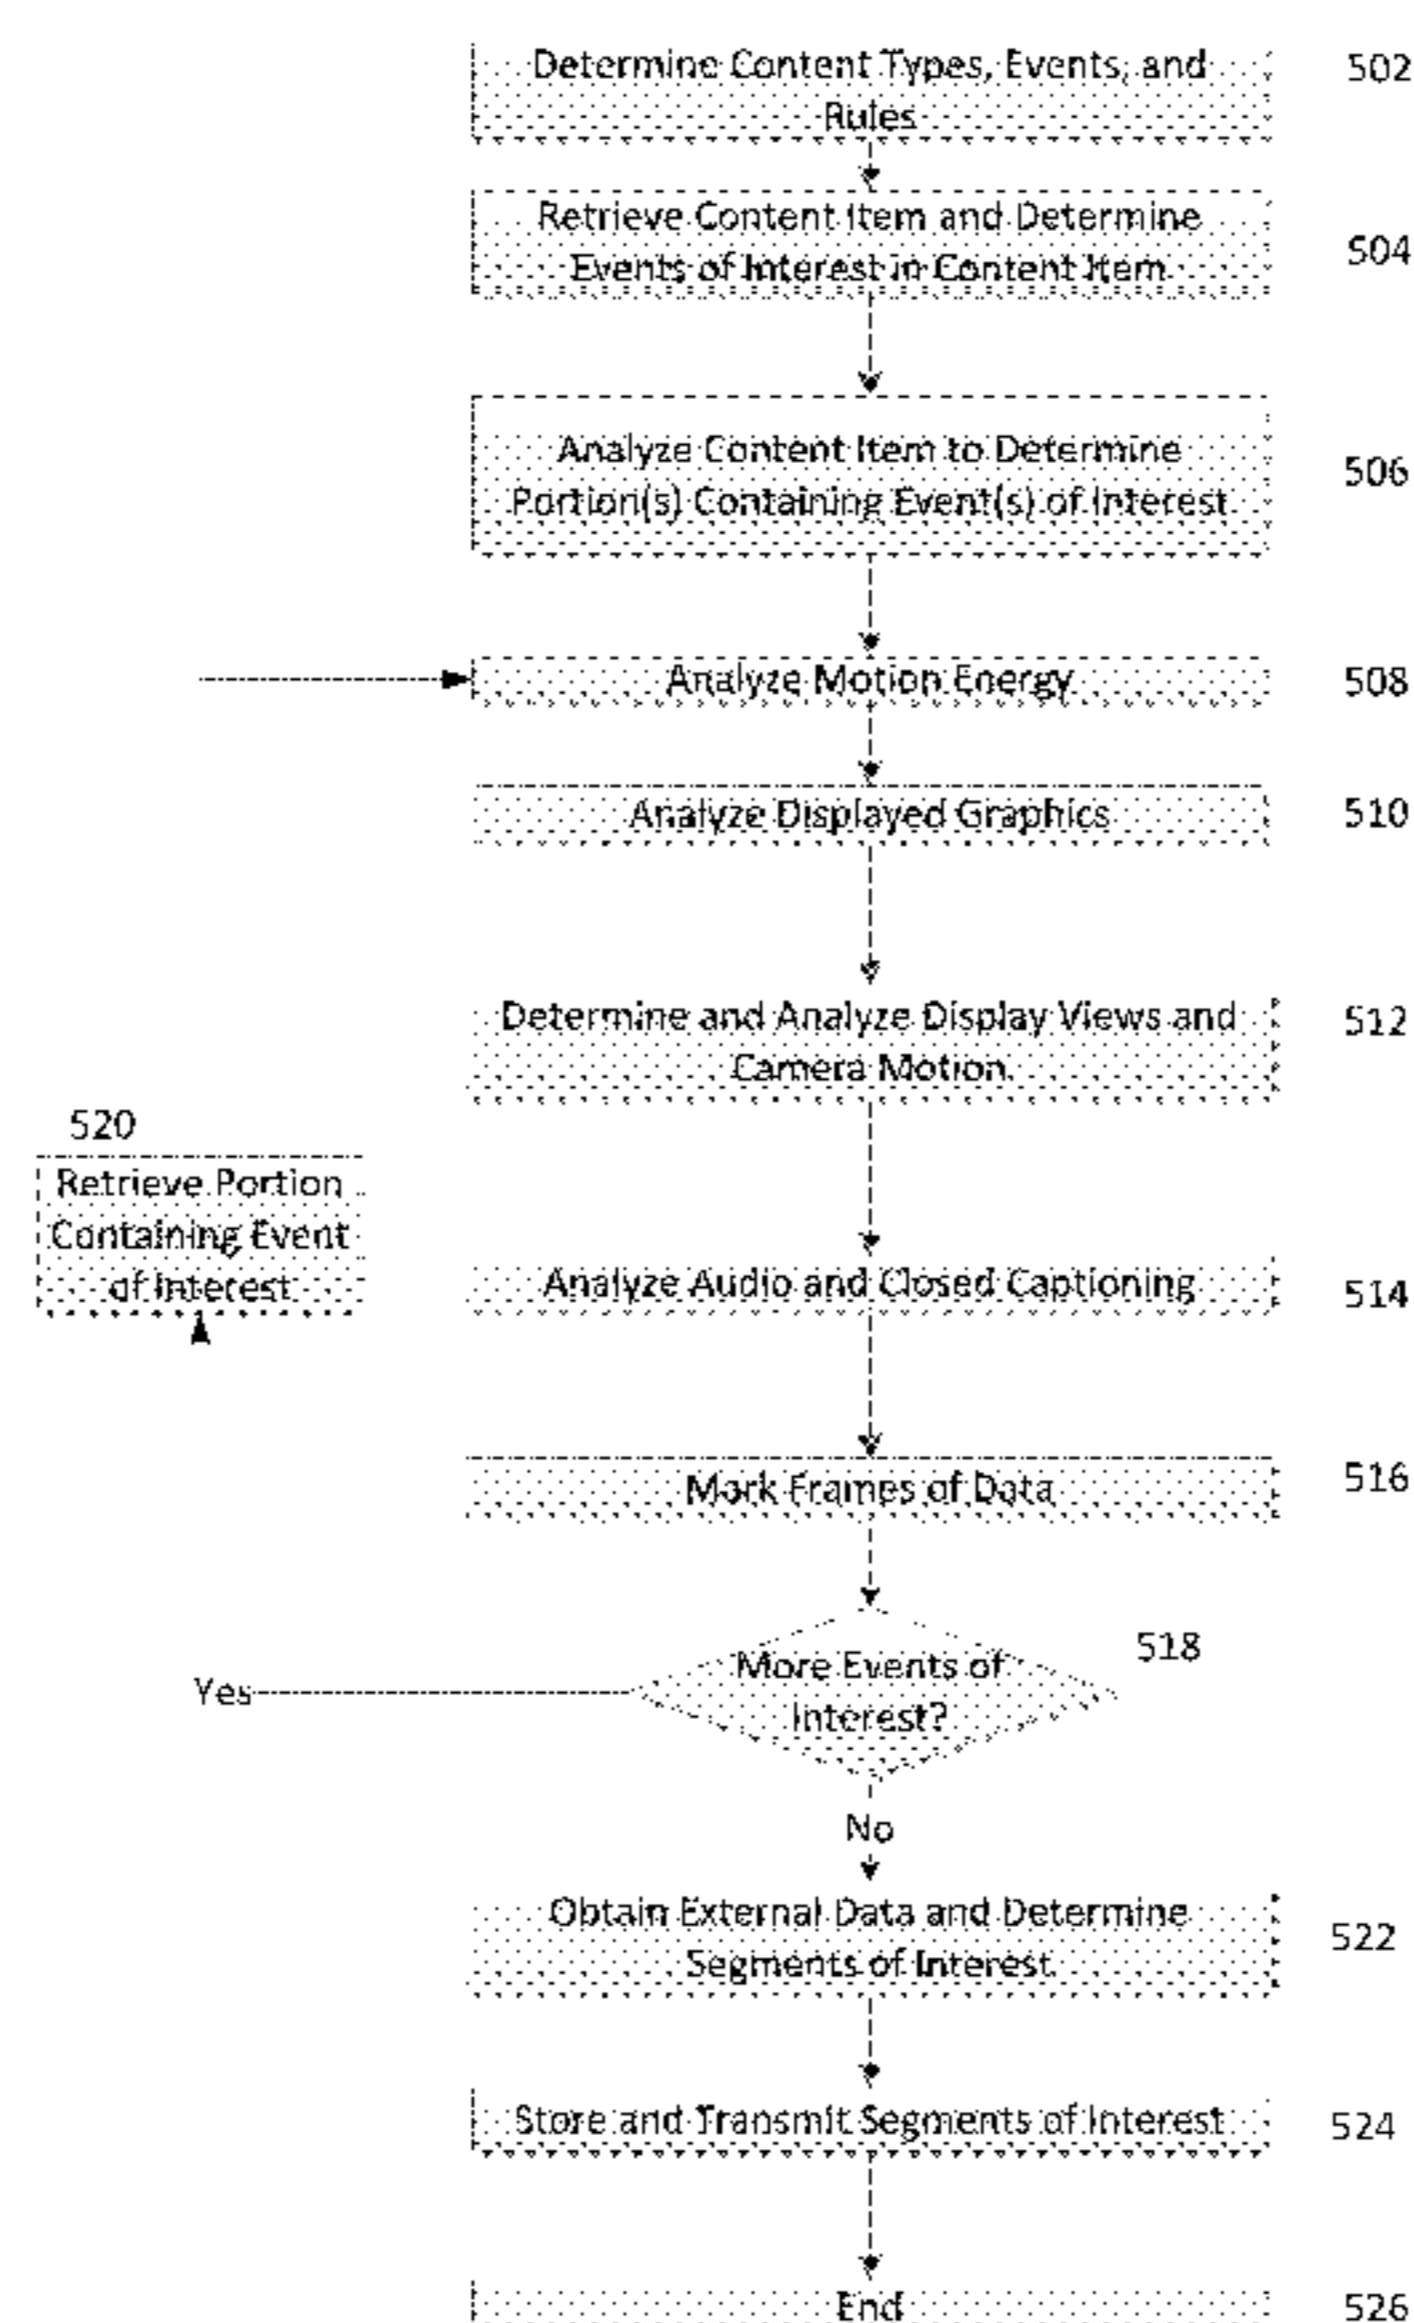 Determine Content Types, Events, and
Rules
502
Retrieve Content Item and Determine
Events of Interest in Content Item
504
Analyze Content Item to Determine
Portion(s) Containing Event(s) of Interest
506
Analyze Motion Energy
508
Analyze Displayed Graphics
510
Determine and Analyze Display Views and
Camera Motion
512
520
Retrieve Portion
Containing Event
of Interest
Analyze Audio and Closed Captioning
514
Mark Frames of Data
516
More Events of
Interest?
518
Yes
No
Obtain External Data and Determine
Segments of Interest
522
Store and Transmit Segments of Interest
524
End
526